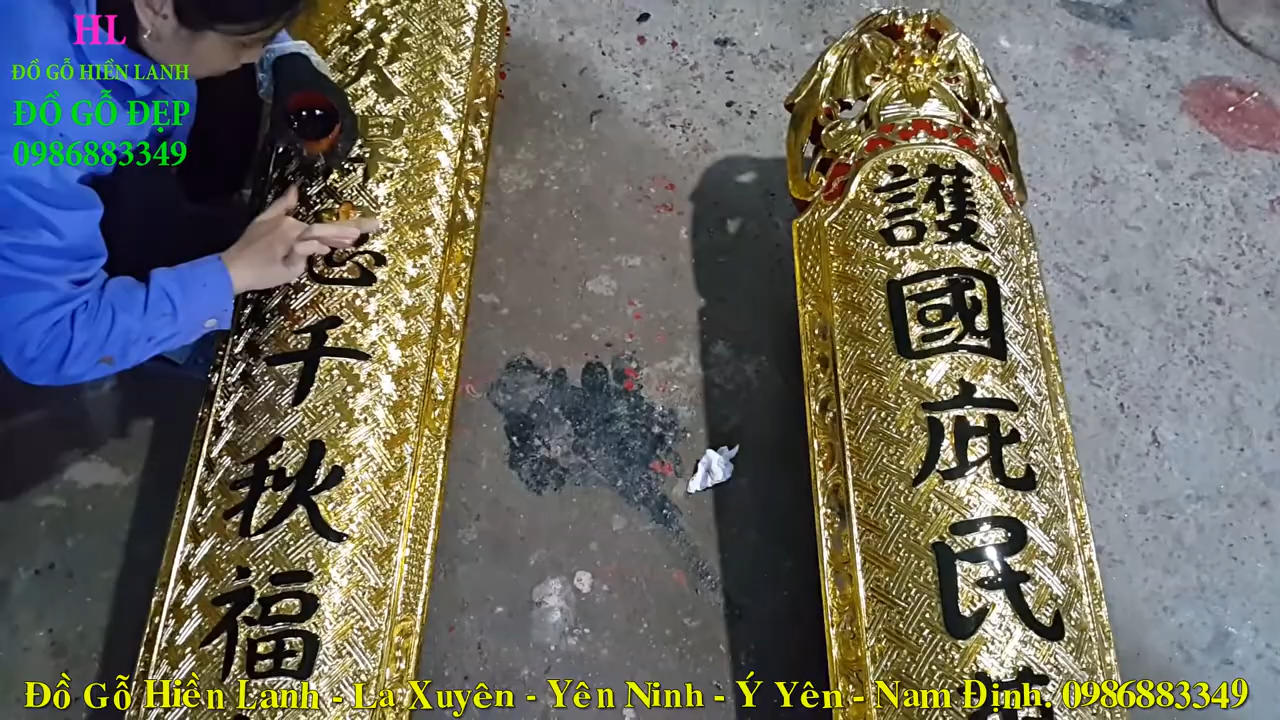 HL
ĐỒ GỖ HIỀN LANH
ĐỒ GỖ ĐẸP
0986883349
千秋福
護國庇民
Đồ Gỗ Hiền Lanh - La Xuyên - Yên Ninh - Ý Yên - Nam Định. 0986883349